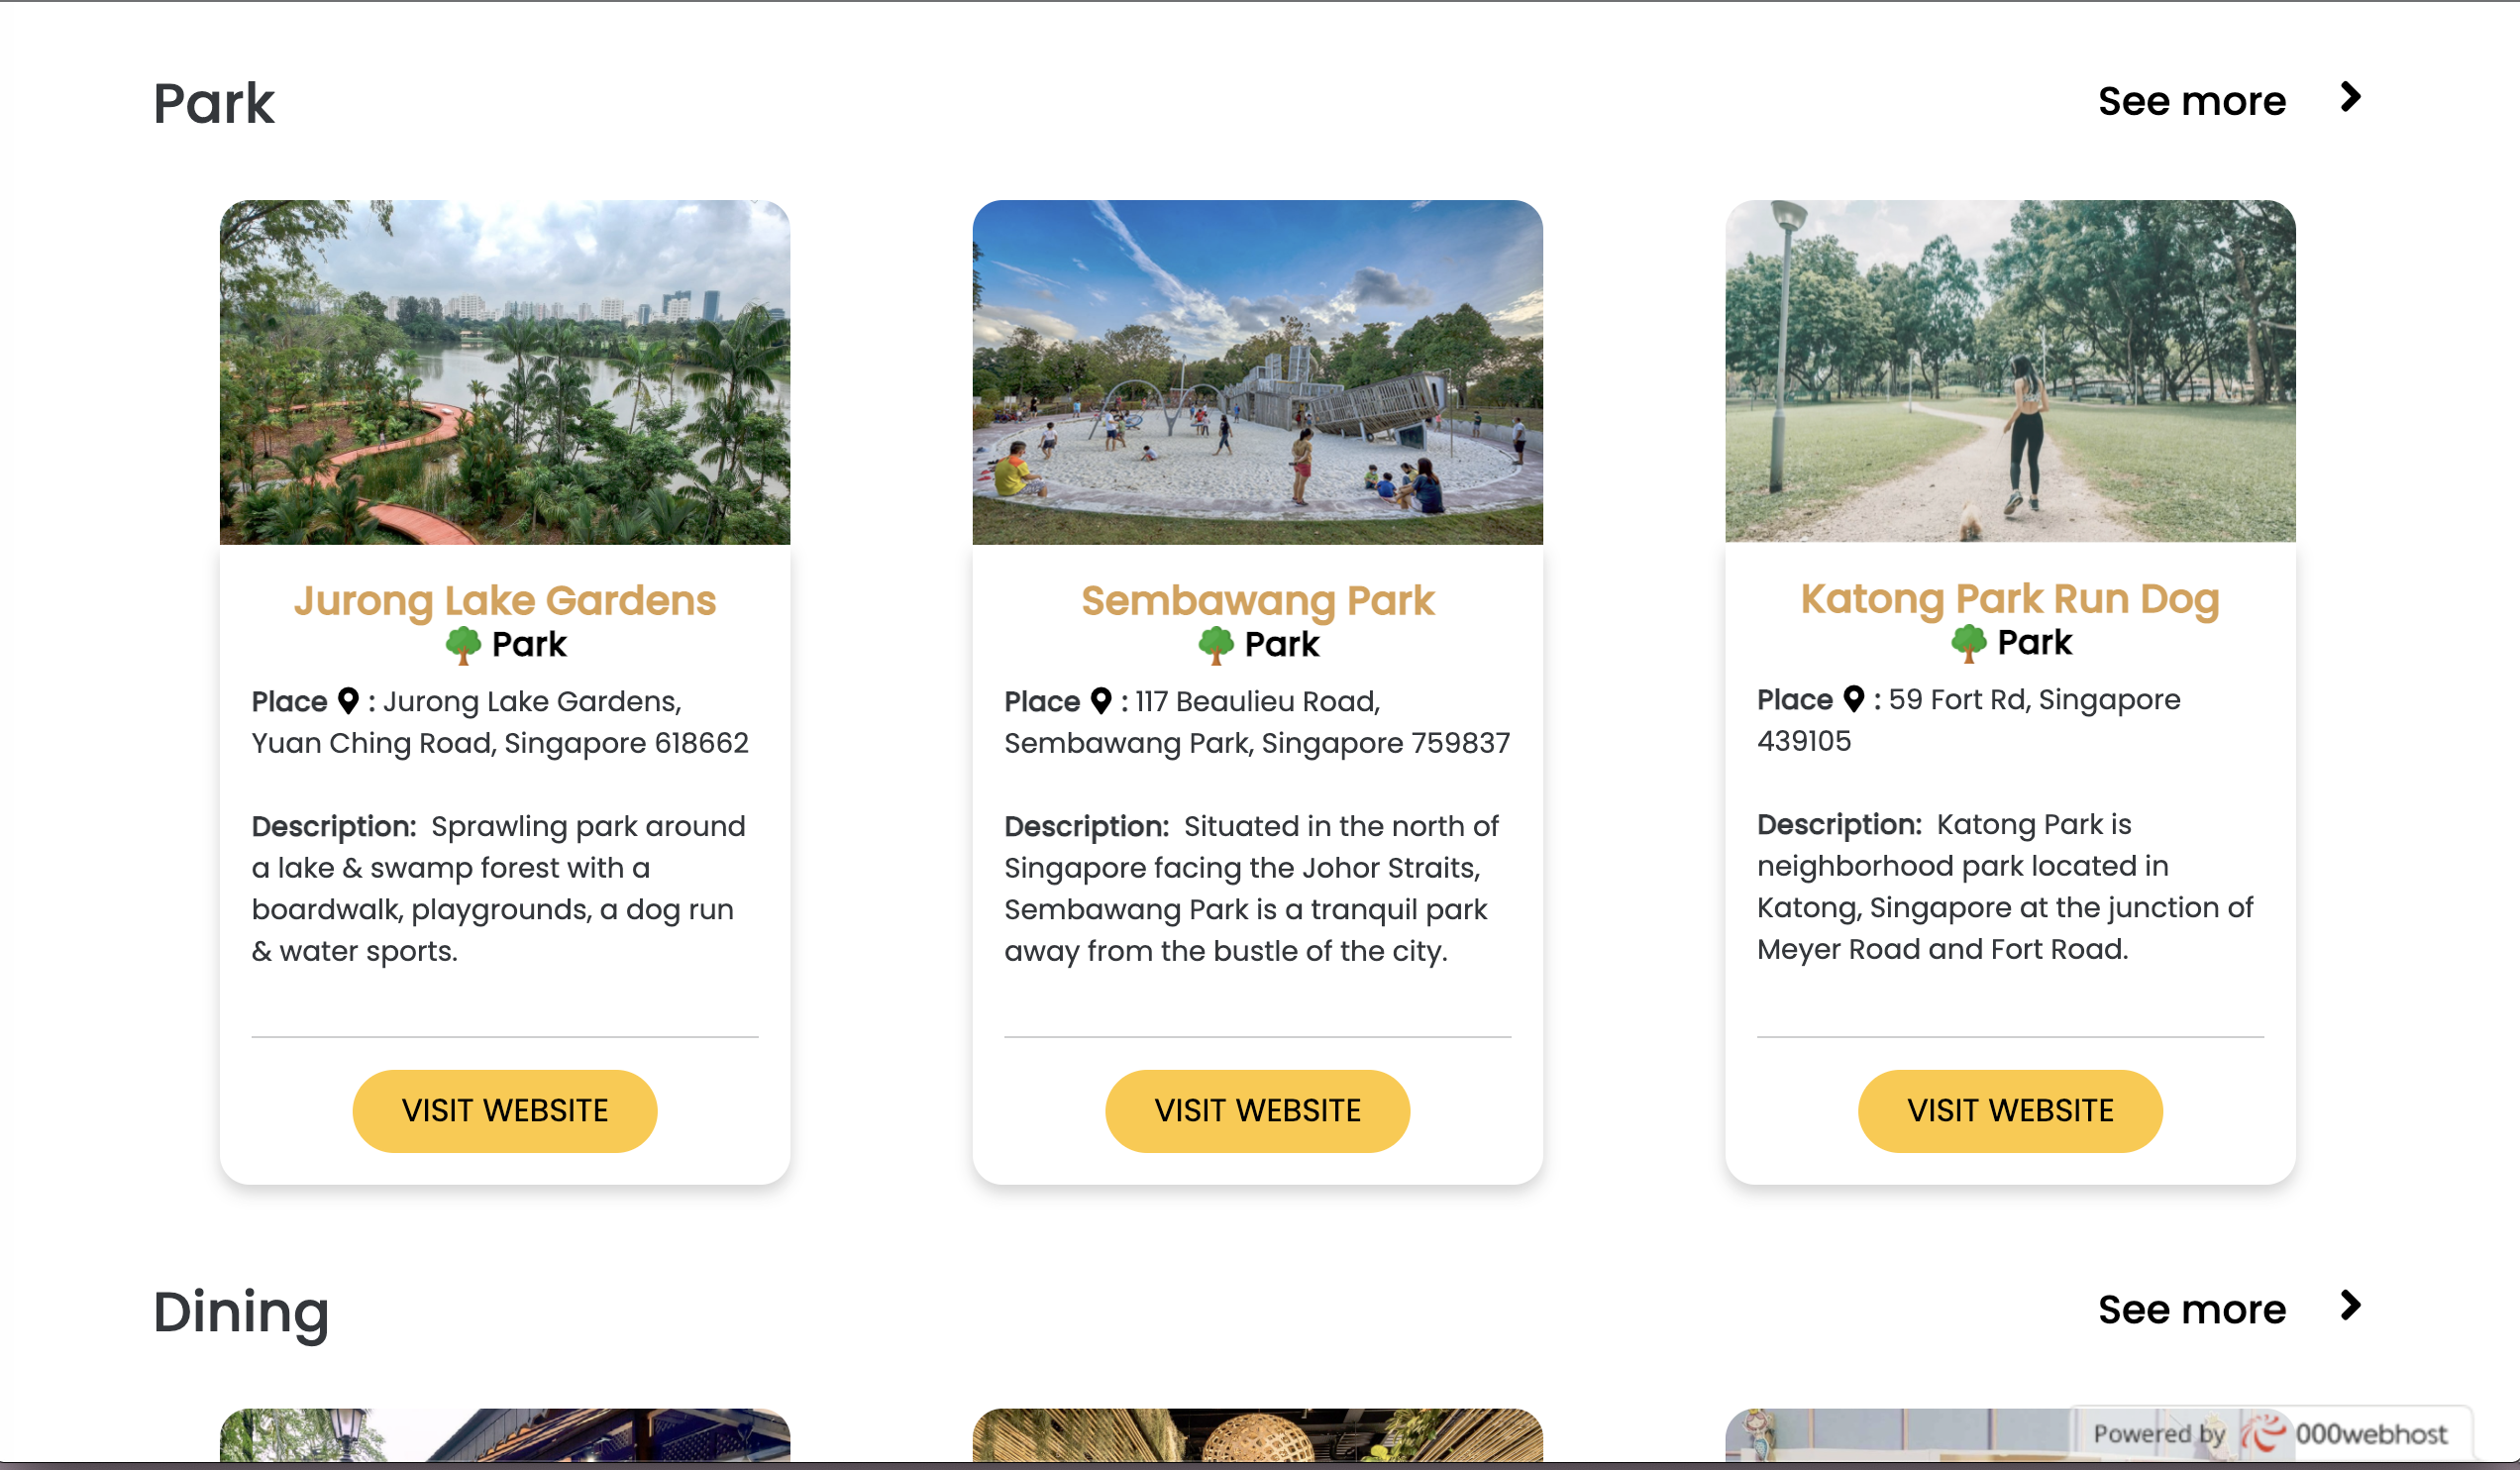 Park
See more
Jurong Lake Gardens
Park
Place : Jurong Lake Gardens,
Yuan Ching Road, Singapore 618662
Description: Sprawling park around
a lake & swamp forest with a
boardwalk, playgrounds, a dog run
& water sports.
VISIT WEBSITE
Sembawang Park
Park
Place : 117 Beaulieu Road,
Sembawang Park, Singapore 759837
Description: Situated in the north of
Singapore facing the Johor Straits,
Sembawang Park is a tranquil park
away from the bustle of the city.
VISIT WEBSITE
Katong Park Run Dog
Park
Place : 59 Fort Rd, Singapore
439105
Description: Katong Park is
neighborhood park located in
Katong, Singapore at the junction of
Meyer Road and Fort Road.
VISIT WEBSITE
Dining
See more
Powered by 000webhost